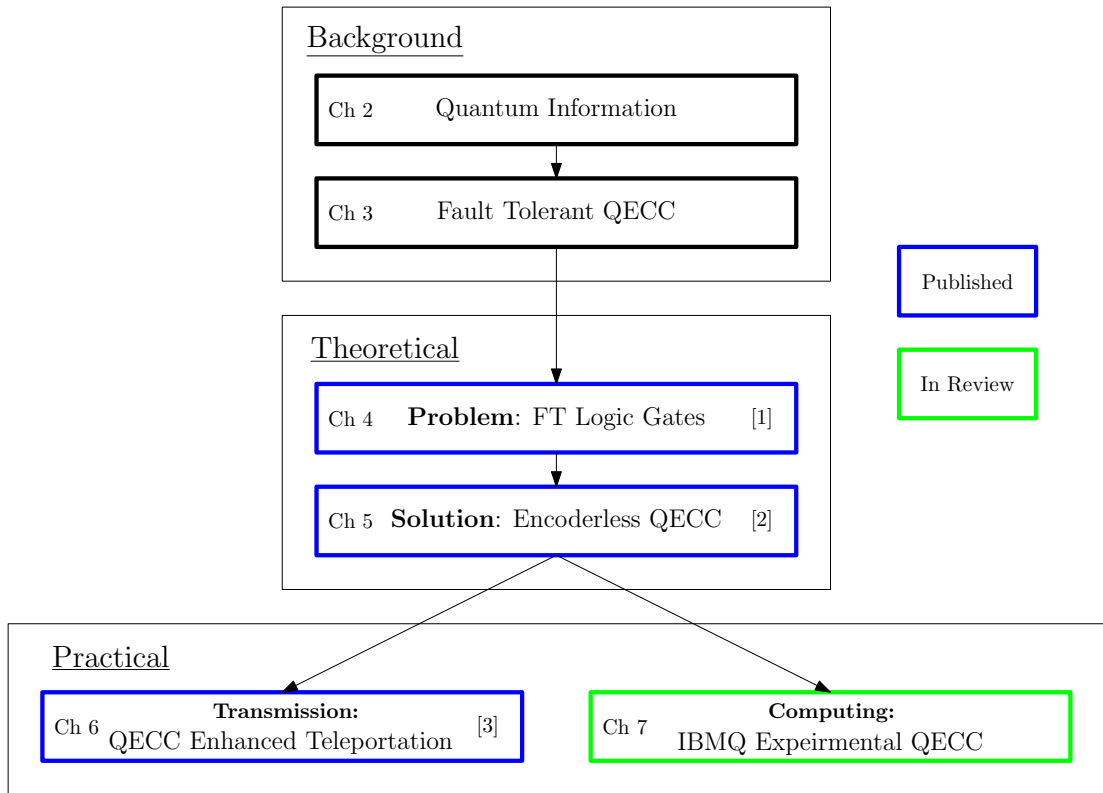 Background
Ch 2 Quantum Information
Ch 3 Fault Tolerant QECC
Published
In Review
Theoretical
Ch 4 Problem: FT Logic Gates [1]
Ch 5 Solution: Encoderless QECC [2]
Practical
Ch 6 Transmission: [3]
QECC Enhanced Teleportation
Ch 7 Computing:
IBMQ Expeirmental QECC